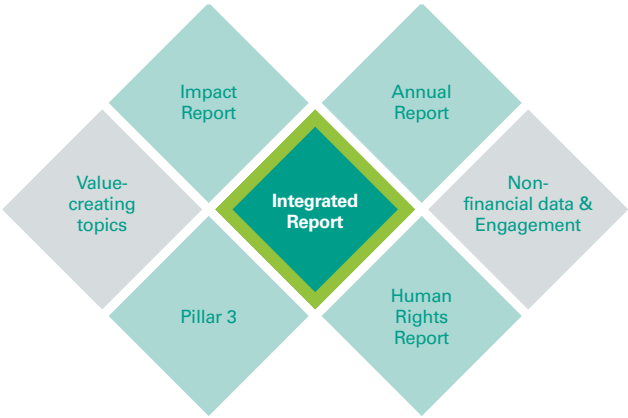 Impact
Report
Annual
Report
Value-
creating
topics
Integrated
Report
Non-
financial data &
Engagement
Pillar 3
Human
Rights
Report